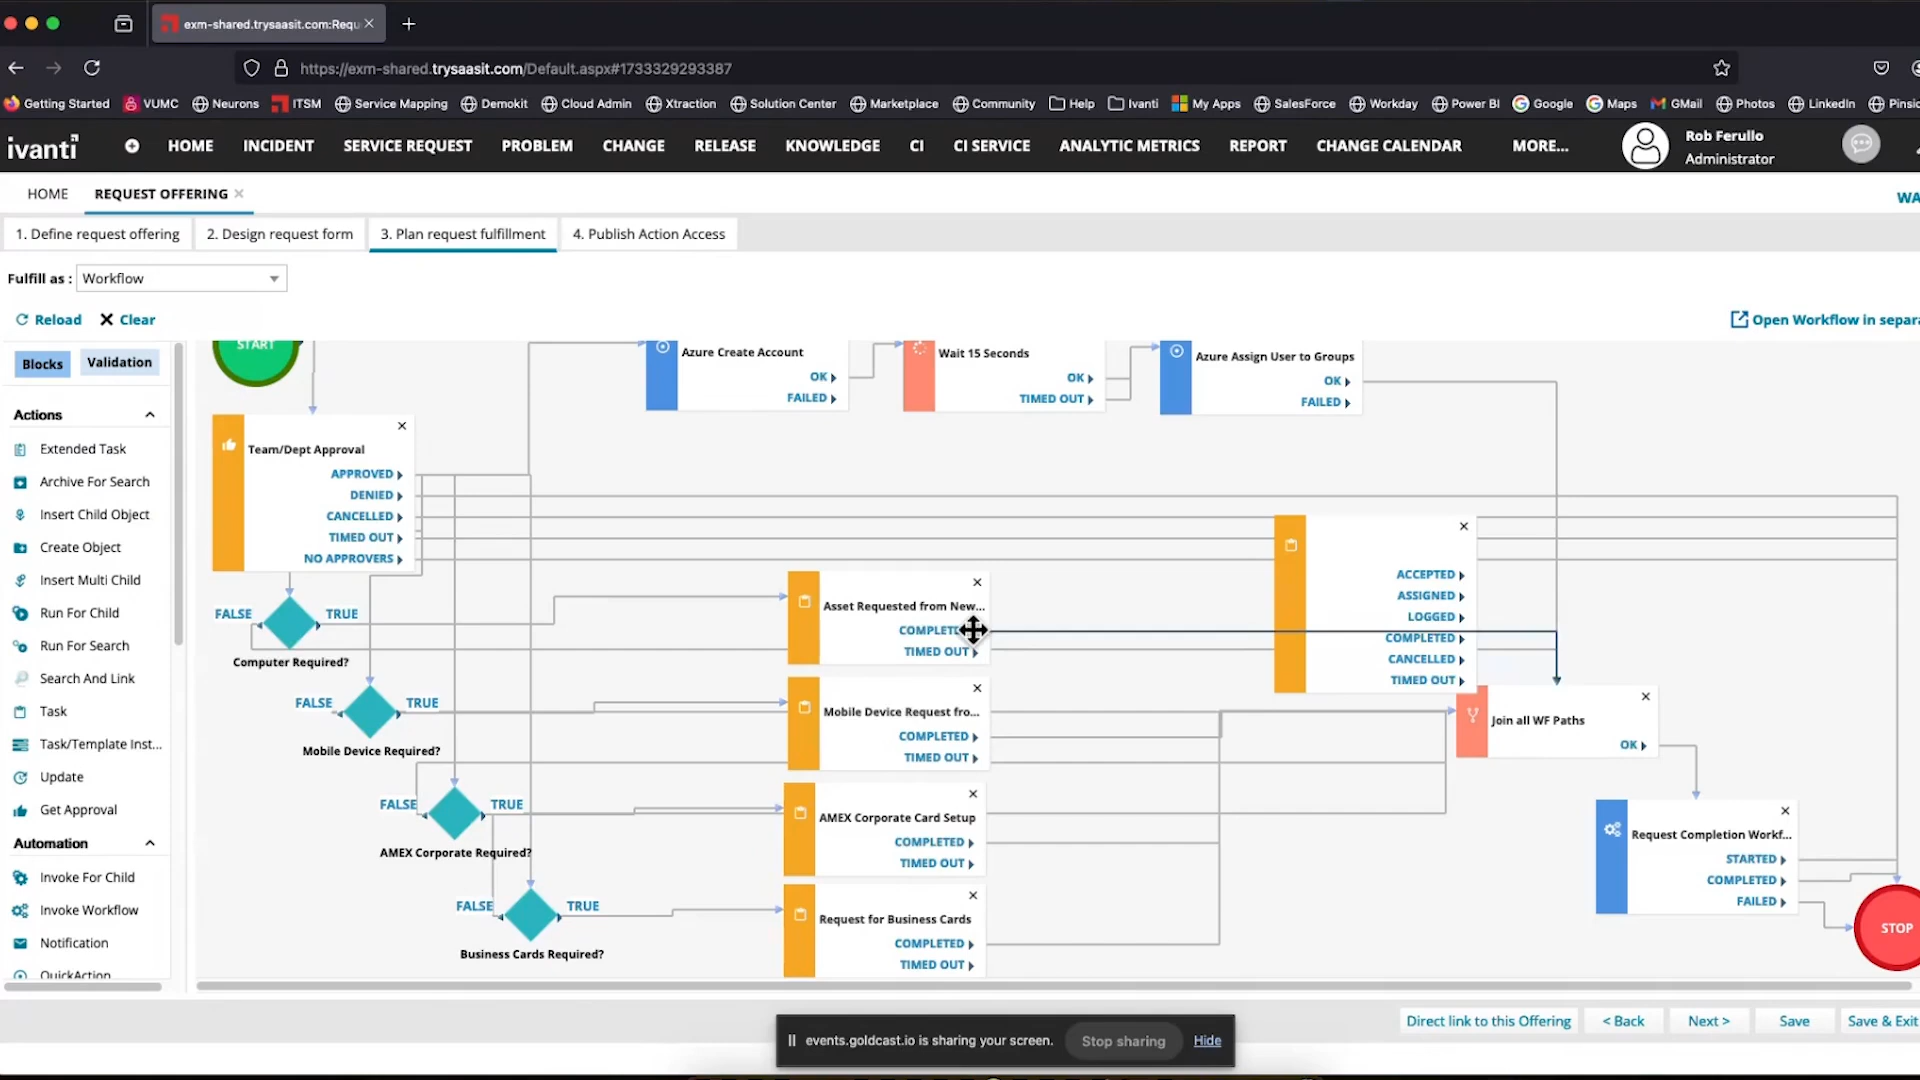 exm-shared.trysaasit.com:Requ
https://exm-shared.trysaasit.com/Default.aspx#1733329293387
Getting Started VUMC Neurons ITSM Service Mapping Demokit Cloud Admin Xtraction Solution Center Marketplace Community Help Ivanti My Apps SalesForce Workday Power BI Google Maps GMail Photos LinkedIn Pinsio
ivanti HOME INCIDENT SERVICE REQUEST PROBLEM CHANGE RELEASE KNOWLEDGE CI CI SERVICE ANALYTIC METRICS REPORT CHANGE CALENDAR MORE...
Rob Ferullo
Administrator
HOME REQUEST OFFERING
WA
1. Define request offering 2. Design request form 3. Plan request fulfillment 4. Publish Action Access
Fulfill as : Workflow
Reload Clear
Open Workflow in separa
Blocks Validation
Actions
Extended Task
Archive For Search
Insert Child Object
Create Object
Insert Multi Child
Run For Child
Run For Search
Search And Link
Task
Task/Template Inst...
Update
Get Approval
Automation
Invoke For Child
Invoke Workflow
Notification
QuickAction
START
Azure Create Account
OK
FAILED
Wait 15 Seconds
OK
TIMED OUT
Azure Assign User to Groups
OK
FAILED
Team/Dept Approval
APPROVED
DENIED
CANCELLED
TIMED OUT
NO APPROVERS
FALSE TRUE
Computer Required?
FALSE TRUE
Mobile Device Required?
FALSE TRUE
AMEX Corporate Required?
FALSE TRUE
Business Cards Required?
Asset Requested from New...
COMPLET
TIMED OUT
Mobile Device Request fro...
COMPLETED
TIMED OUT
AMEX Corporate Card Setup
COMPLETED
TIMED OUT
Request for Business Cards
COMPLETED
TIMED OUT
ACCEPTED
ASSIGNED
LOGGED
COMPLETED
CANCELLED
TIMED OUT
Join all WF Paths
OK
Request Completion Workf...
STARTED
COMPLETED
FAILED
STOP
Direct link to this Offering < Back Next > Save Save & Exit
events.goldcast.io is sharing your screen. Stop sharing Hide